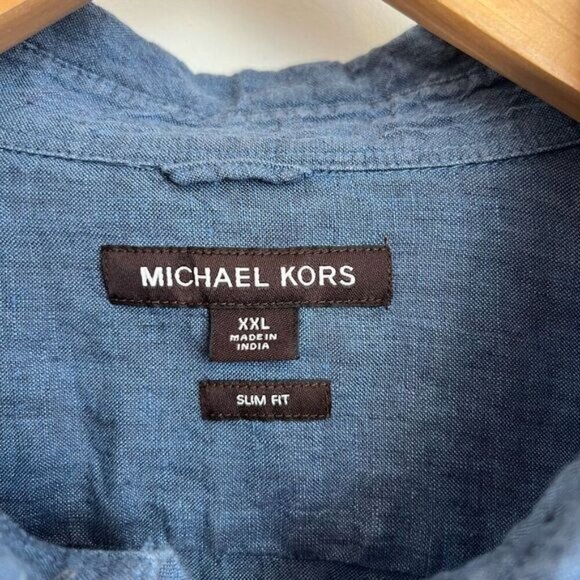 MICHAEL KORS
XXL
MADE IN
INDIA
SLIM FIT